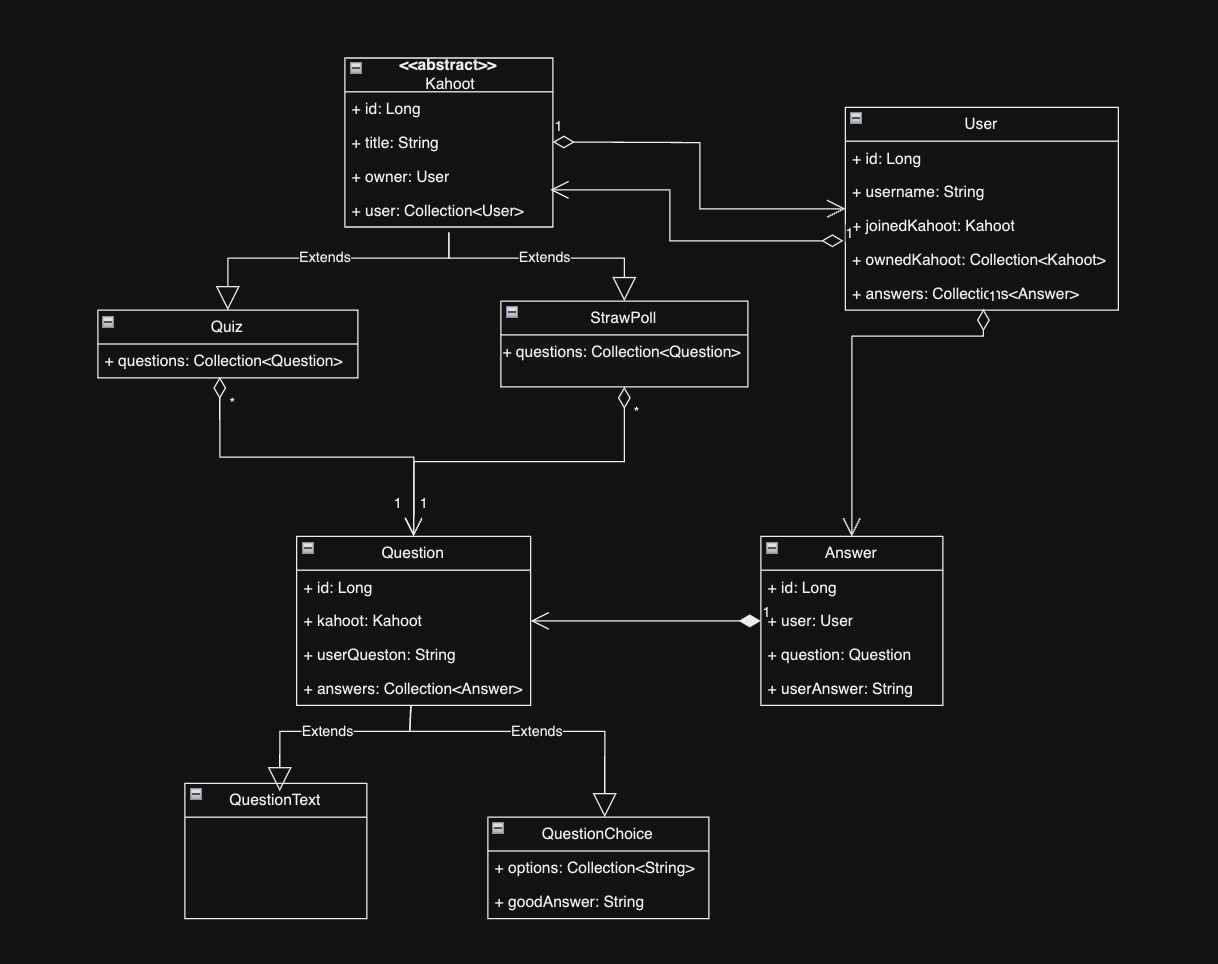 <<abstract>>
Kahoot
+ id: Long
+ title: String
+ owner: User
+ user: Collection<User>
1
User
+ id: Long
+ username: String
+ joinedKahoot: Kahoot
+ ownedKahoot: Collection<Kahoot>
+ answers: Collections<Answer>
1
1
Extends
Extends
Quiz
+ questions: Collection<Question>
*
StrawPoll
+ questions: Collection<Question>
*
1
1
Question
+ id: Long
+ kahoot: Kahoot
+ userQueston: String
+ answers: Collection<Answer>
Answer
+ id: Long
1
+ user: User
+ question: Question
+ userAnswer: String
Extends
Extends
QuestionText
QuestionChoice
+ options: Collection<String>
+ goodAnswer: String